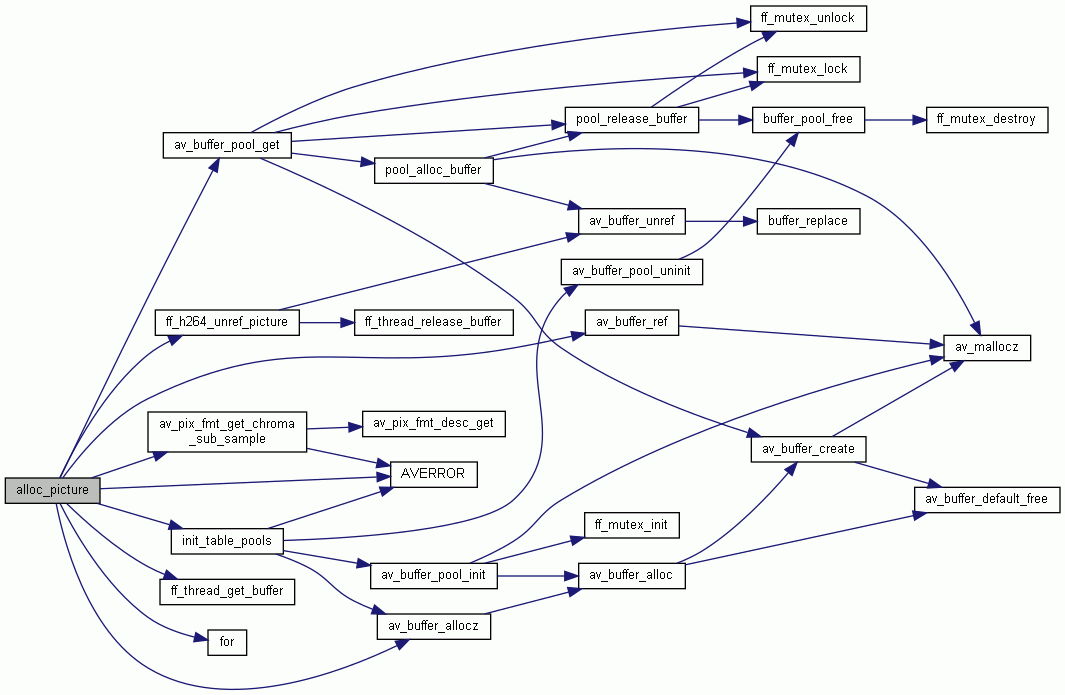 ff_mutex_unlock
ff_mutex_lock
pool_release_buffer
buffer_pool_free
ff_mutex_destroy
av_buffer_pool_get
pool_alloc_buffer
av_buffer_unref
buffer_replace
av_buffer_pool_uninit
ff_h264_unref_picture
ff_thread_release_buffer
av_buffer_ref
av_mallocz
av_pix_fmt_get_chroma
_sub_sample
av_pix_fmt_desc_get
av_buffer_create
AVERROR
alloc_picture
av_buffer_default_free
ff_mutex_init
init_table_pools
av_buffer_pool_init
av_buffer_alloc
ff_thread_get_buffer
av_buffer_allocz
for